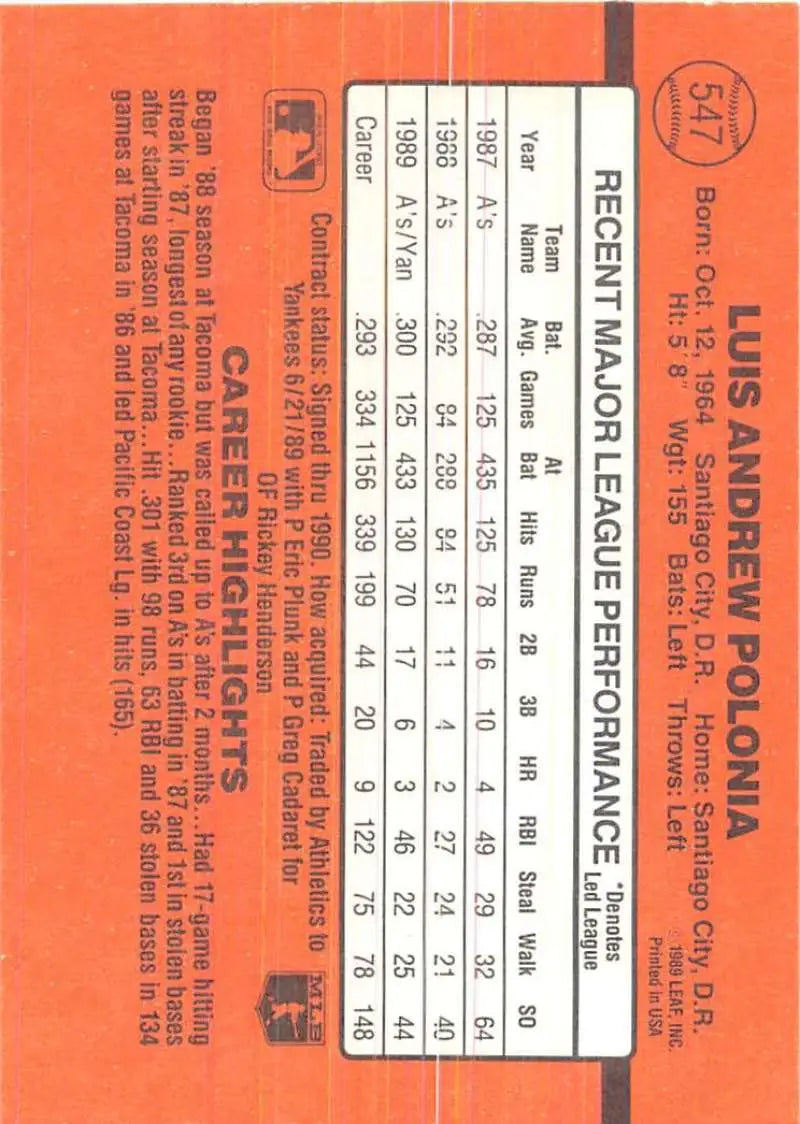 547
LUIS ANDREW POLONIA
Born: Oct. 12, 1964 Santiago City, D.R. Home: Santiago City, D.R.
Ht: 5' 8" Wgt: 155 Bats: Left Throws: Left
© 1989 LEAF, INC.
Printed in USA
RECENT MAJOR LEAGUE PERFORMANCE *Denotes Led League
Year Team Name Bat. Avg. Games At Bat Hits Runs 2B 3B HR RBI Steal Walk SO
1987 A's .287 125 435 125 78 16 10 4 49 29 32 64
1988 A's .292 84 288 84 51 11 4 2 27 24 21 40
1989 A's/Yan .300 125 433 130 70 17 6 3 46 22 25 44
Career .293 334 1156 339 199 44 20 9 122 75 78 148
Contract status: Signed thru 1990. How acquired: Traded by Athletics to
Yankees 6/21/89 with P Eric Plunk and P Greg Cadaret for
OF Rickey Henderson
MLB
CAREER HIGHLIGHTS
Began '88 season at Tacoma but was called up to A's after 2 months...Had 17-game hitting
streak in '87, longest of any rookie...Ranked 3rd on A's in batting in '87 and 1st in stolen bases
after starting season at Tacoma...Hit .301 with 98 runs, 63 RBI and 36 stolen bases in 134
games at Tacoma in '86 and led Pacific Coast Lg. in hits (165).